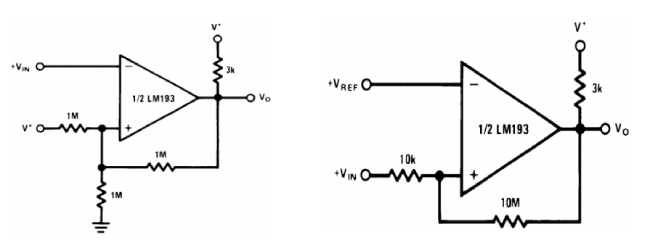 V⁺
3k
+VIN
−
1/2 LM193
VO
1M
V⁺
+
1M
1M
V⁺
3k
+VREF
−
1/2 LM193
VO
10k
+VIN
+
10M